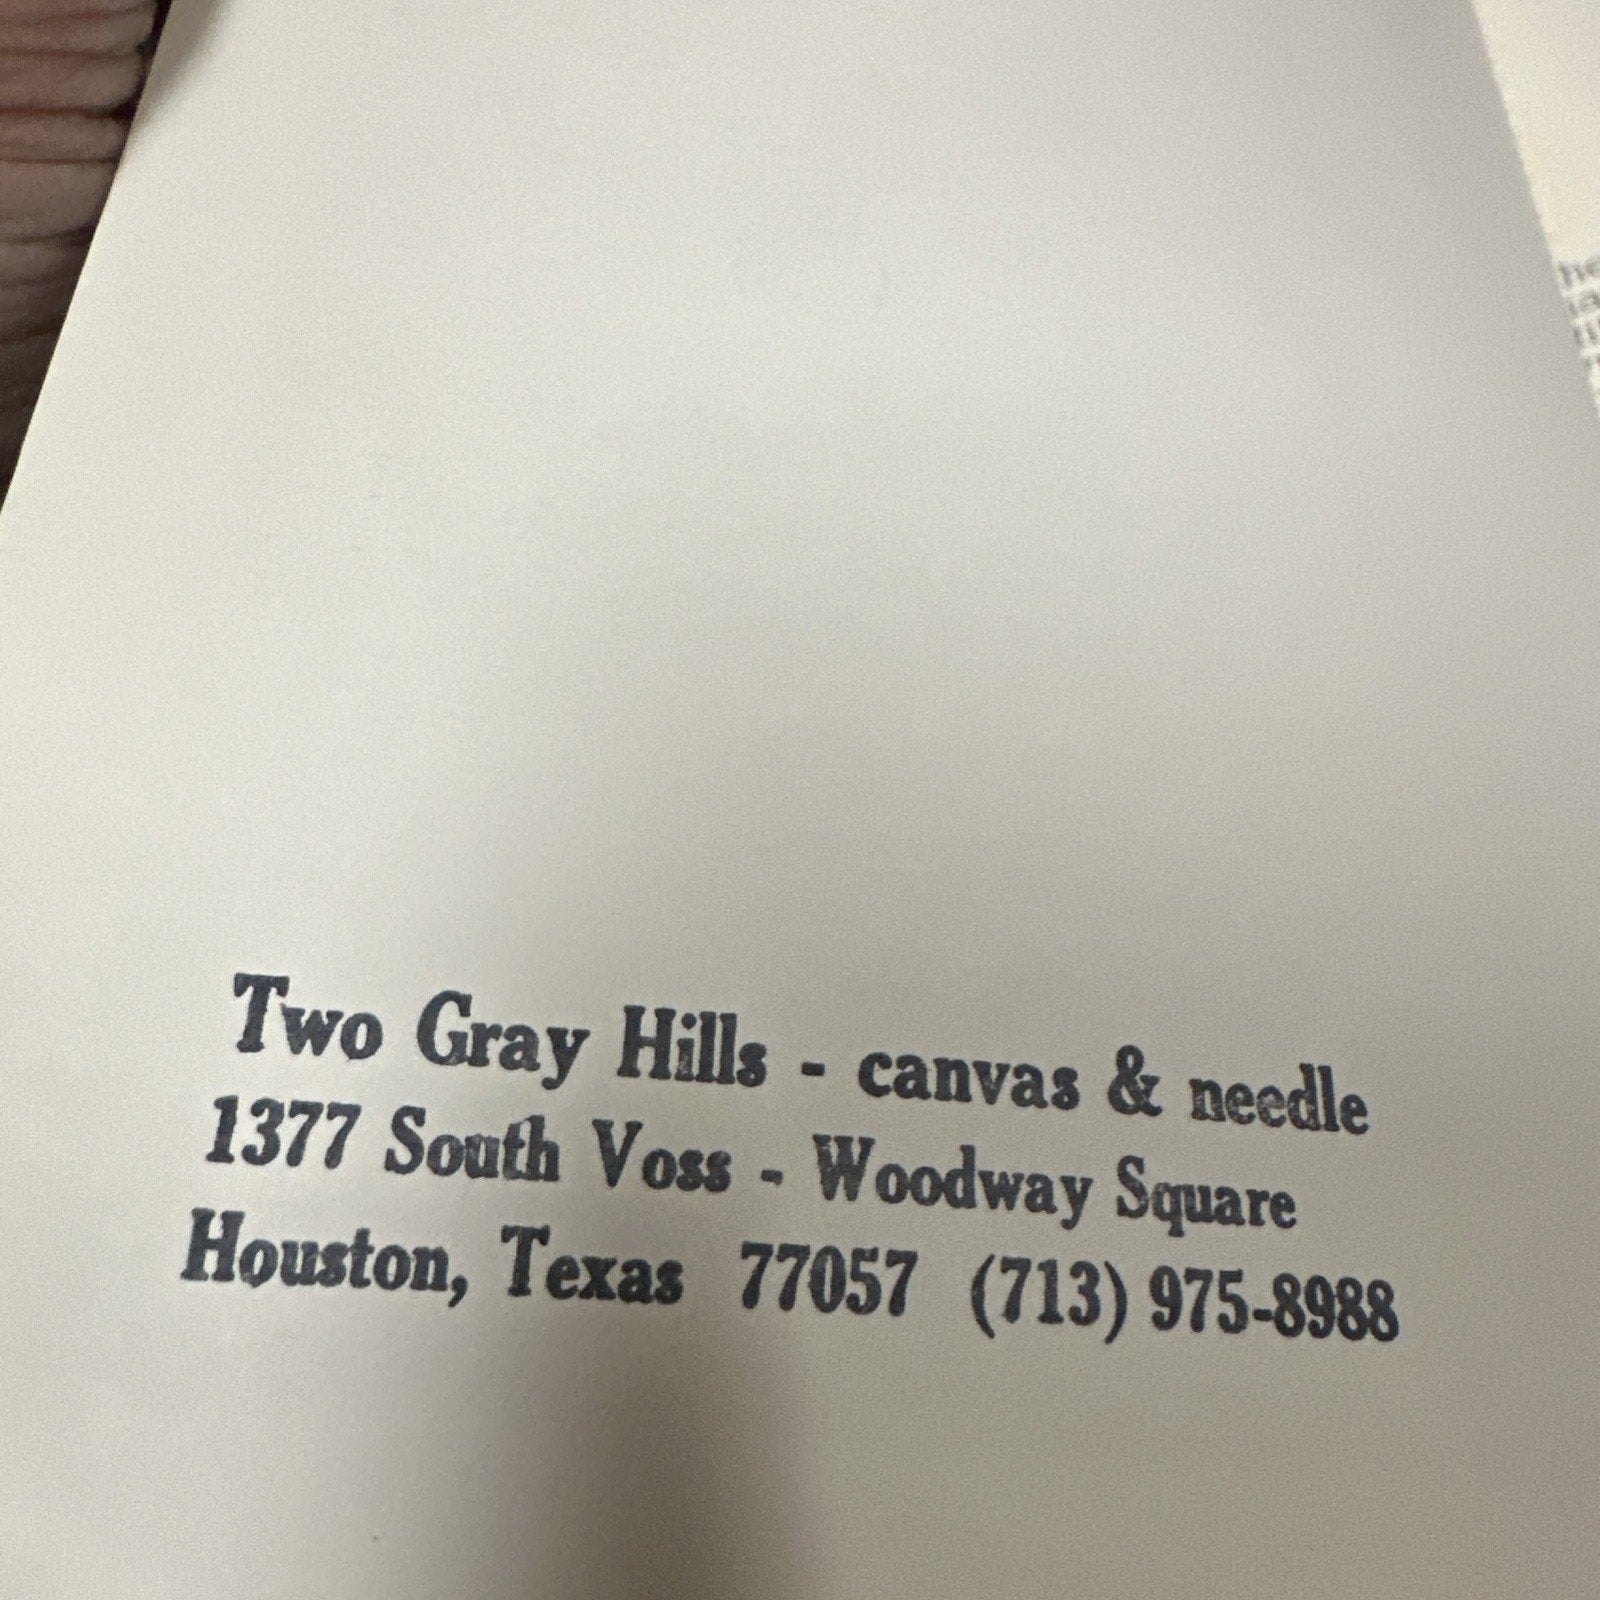 Two Gray Hills - canvas & needle
1377 South Voss - Woodway Square
Houston, Texas 77057 (713) 975-8988